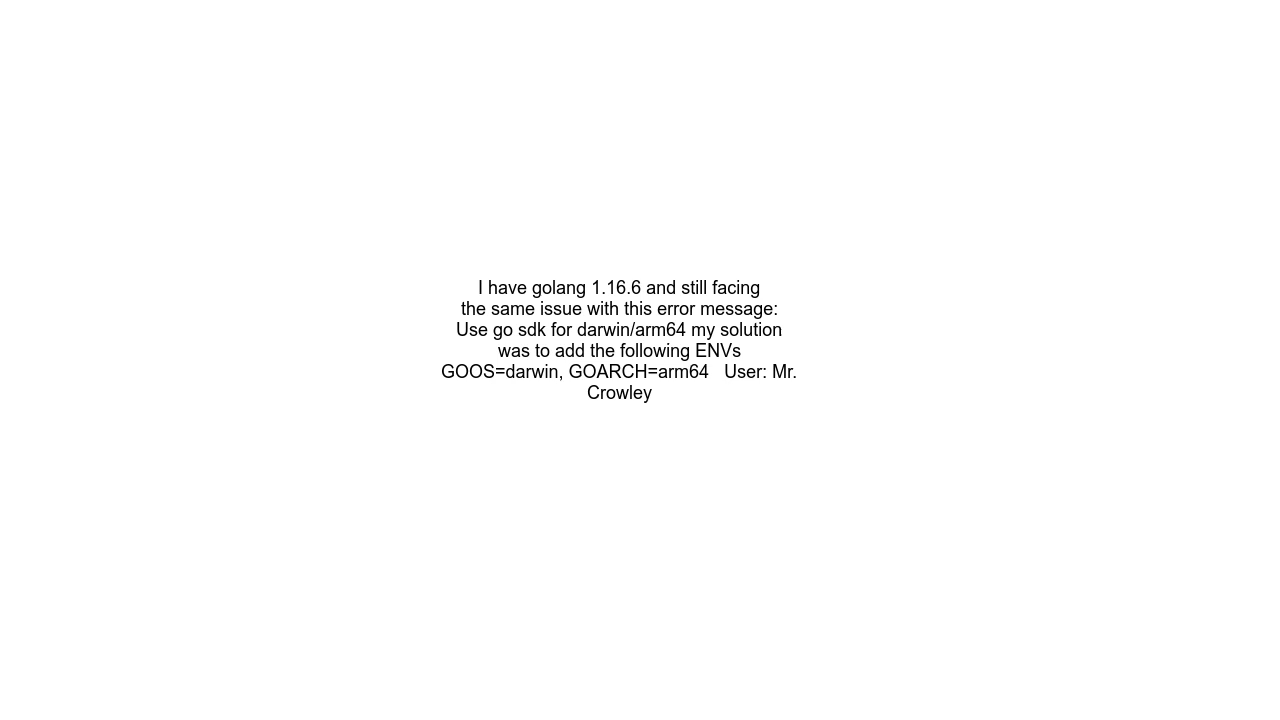 I have golang 1.16.6 and still facing
the same issue with this error message:
Use go sdk for darwin/arm64 my solution
was to add the following ENVs
GOOS=darwin, GOARCH=arm64   User: Mr.
Crowley